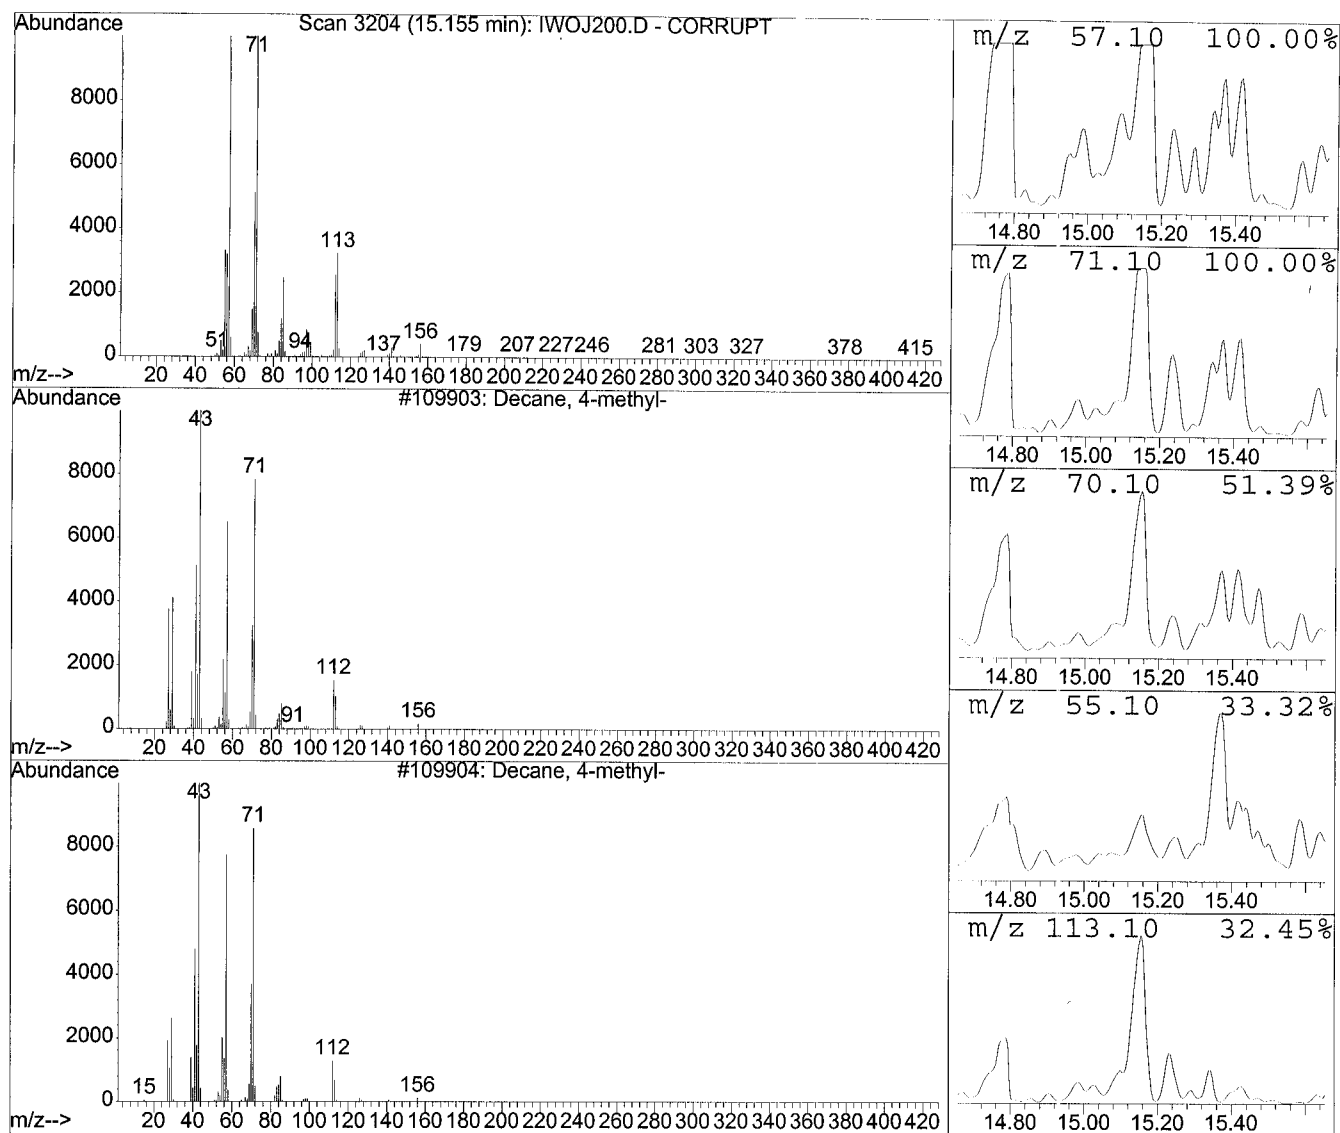 Abundance
Scan 3204 (15.155 min): IWOJ200.D - CORRUPT
71
8000
6000
4000
113
2000
51 94 137 156 179 207 227 246 281 303 327 378 415
0
20 40 60 80 100 120 140 160 180 200 220 240 260 280 300 320 340 360 380 400 420
m/z-->
Abundance
#109903: Decane, 4-methyl-
43
71
8000
6000
4000
2000
112
91 156
0
20 40 60 80 100 120 140 160 180 200 220 240 260 280 300 320 340 360 380 400 420
m/z-->
Abundance
#109904: Decane, 4-methyl-
43
71
8000
6000
4000
2000
112
15 156
0
20 40 60 80 100 120 140 160 180 200 220 240 260 280 300 320 340 360 380 400 420
m/z-->
m/z 57.10 100.00%
14.80 15.00 15.20 15.40
m/z 71.10 100.00%
14.80 15.00 15.20 15.40
m/z 70.10 51.39%
14.80 15.00 15.20 15.40
m/z 55.10 33.32%
14.80 15.00 15.20 15.40
m/z 113.10 32.45%
14.80 15.00 15.20 15.40